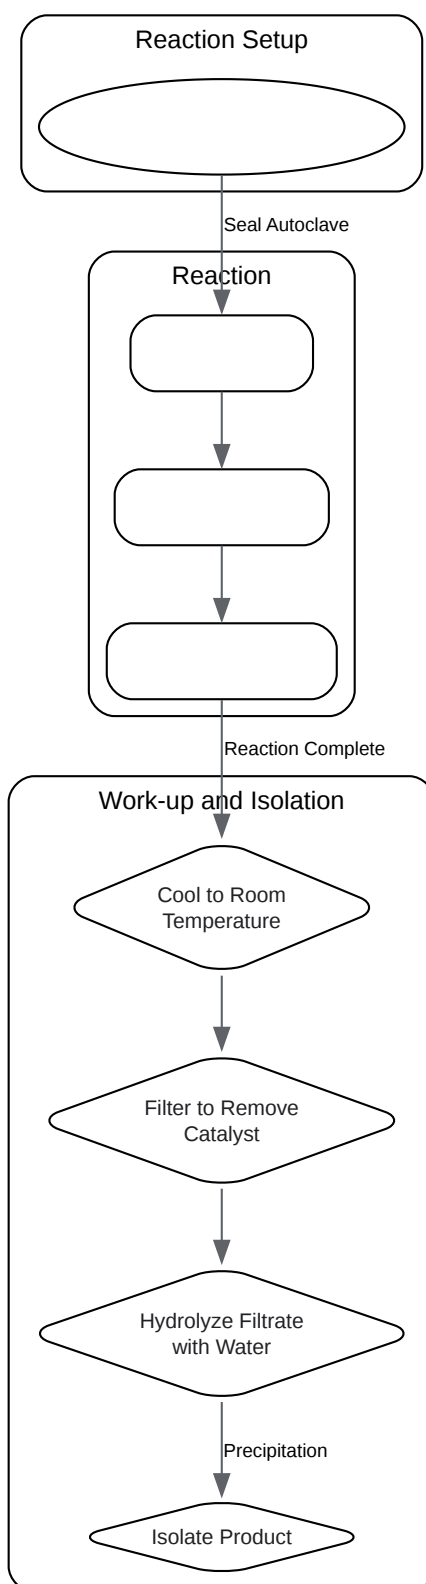 Reaction Setup
Seal Autoclave
Reaction
Reaction Complete
Work-up and Isolation
Cool to Room
Temperature
Filter to Remove
Catalyst
Hydrolyze Filtrate
with Water
Precipitation
Isolate Product